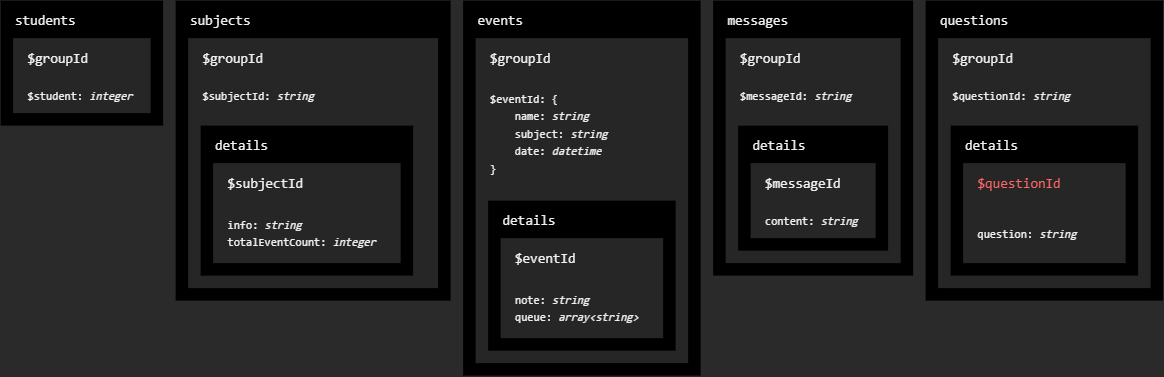 students
$groupId
$student: integer
subjects
$groupId
$subjectId: string
details
$subjectId
info: string
totalEventCount: integer
events
$groupId
$eventId: {
name: string
subject: string
date: datetime
}
details
$eventId
note: string
queue: array<string>
messages
$groupId
$messageId: string
details
$messageId
content: string
questions
$groupId
$questionId: string
details
$questionId
question: string